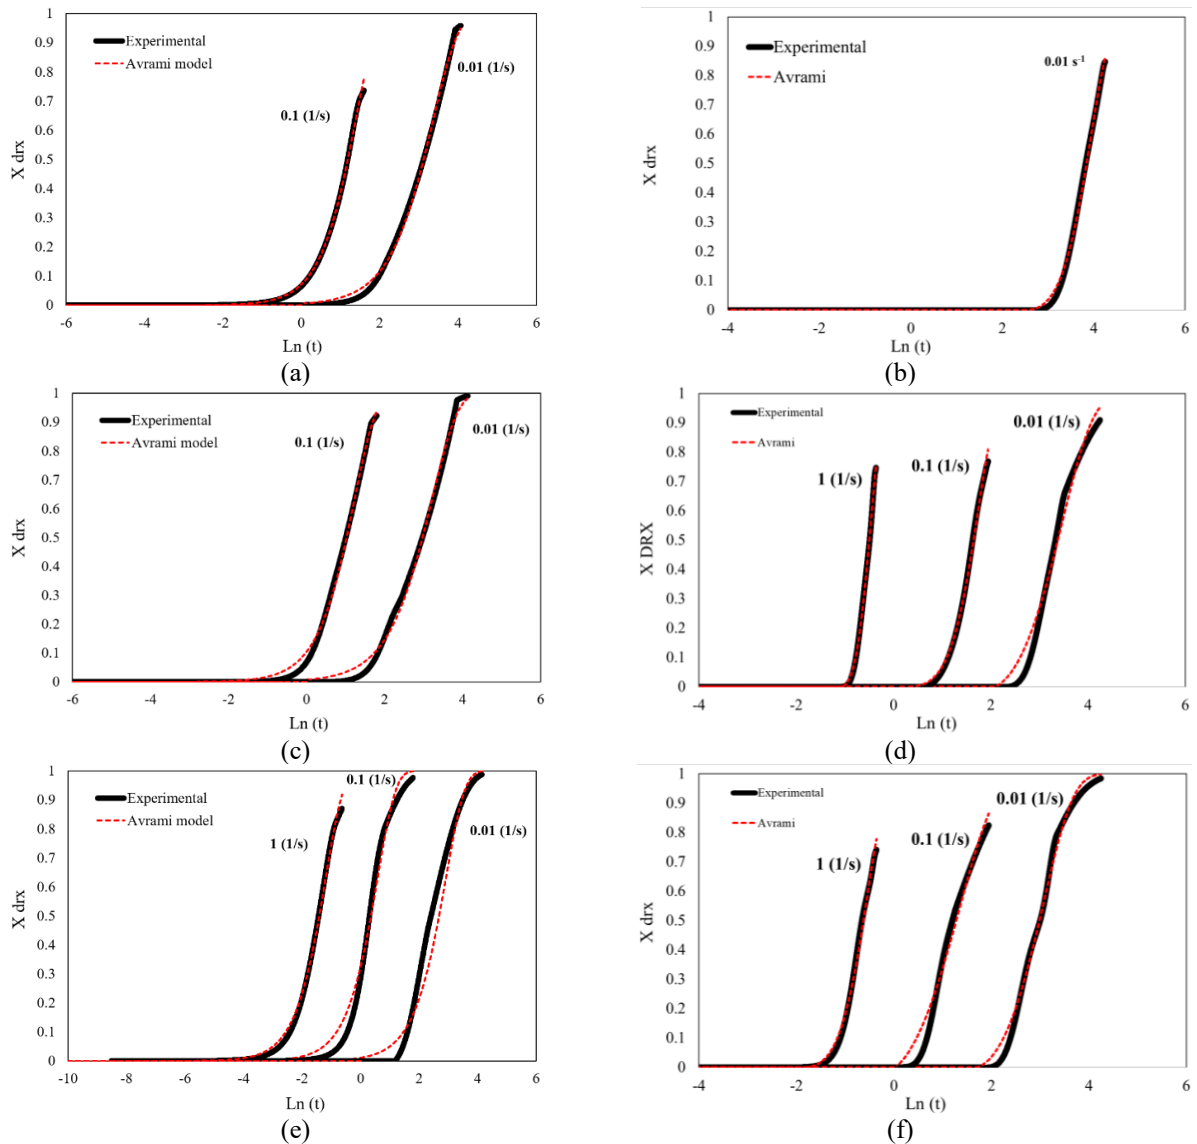 1
0.9
0.8
0.7
0.6
0.5
0.4
0.3
0.2
0.1
0
X drx
Experimental
Avrami model
0.1 (1/s)
0.01 (1/s)
-6 -4 -2 0 2 4 6
Ln (t)
(a)
1
0.9
0.8
0.7
0.6
0.5
0.4
0.3
0.2
0.1
0
X drx
Experimental
Avrami
0.01 s⁻¹
-4 -2 0 2 4 6
Ln (t)
(b)
1
0.9
0.8
0.7
0.6
0.5
0.4
0.3
0.2
0.1
0
X drx
Experimental
Avrami model
0.1 (1/s)
0.01 (1/s)
-6 -4 -2 0 2 4 6
Ln (t)
(c)
1
0.9
0.8
0.7
0.6
0.5
0.4
0.3
0.2
0.1
0
X DRX
Experimental
Avrami
1 (1/s)
0.1 (1/s)
0.01 (1/s)
-4 -2 0 2 4 6
Ln (t)
(d)
1
0.9
0.8
0.7
0.6
0.5
0.4
0.3
0.2
0.1
0
X drx
Experimental
Avrami model
1 (1/s)
0.1 (1/s)
0.01 (1/s)
-10 -8 -6 -4 -2 0 2 4 6
Ln (t)
(e)
1
0.9
0.8
0.7
0.6
0.5
0.4
0.3
0.2
0.1
0
X drx
Experimental
Avrami
1 (1/s)
0.1 (1/s)
0.01 (1/s)
-4 -2 0 2 4 6
Ln (t)
(f)